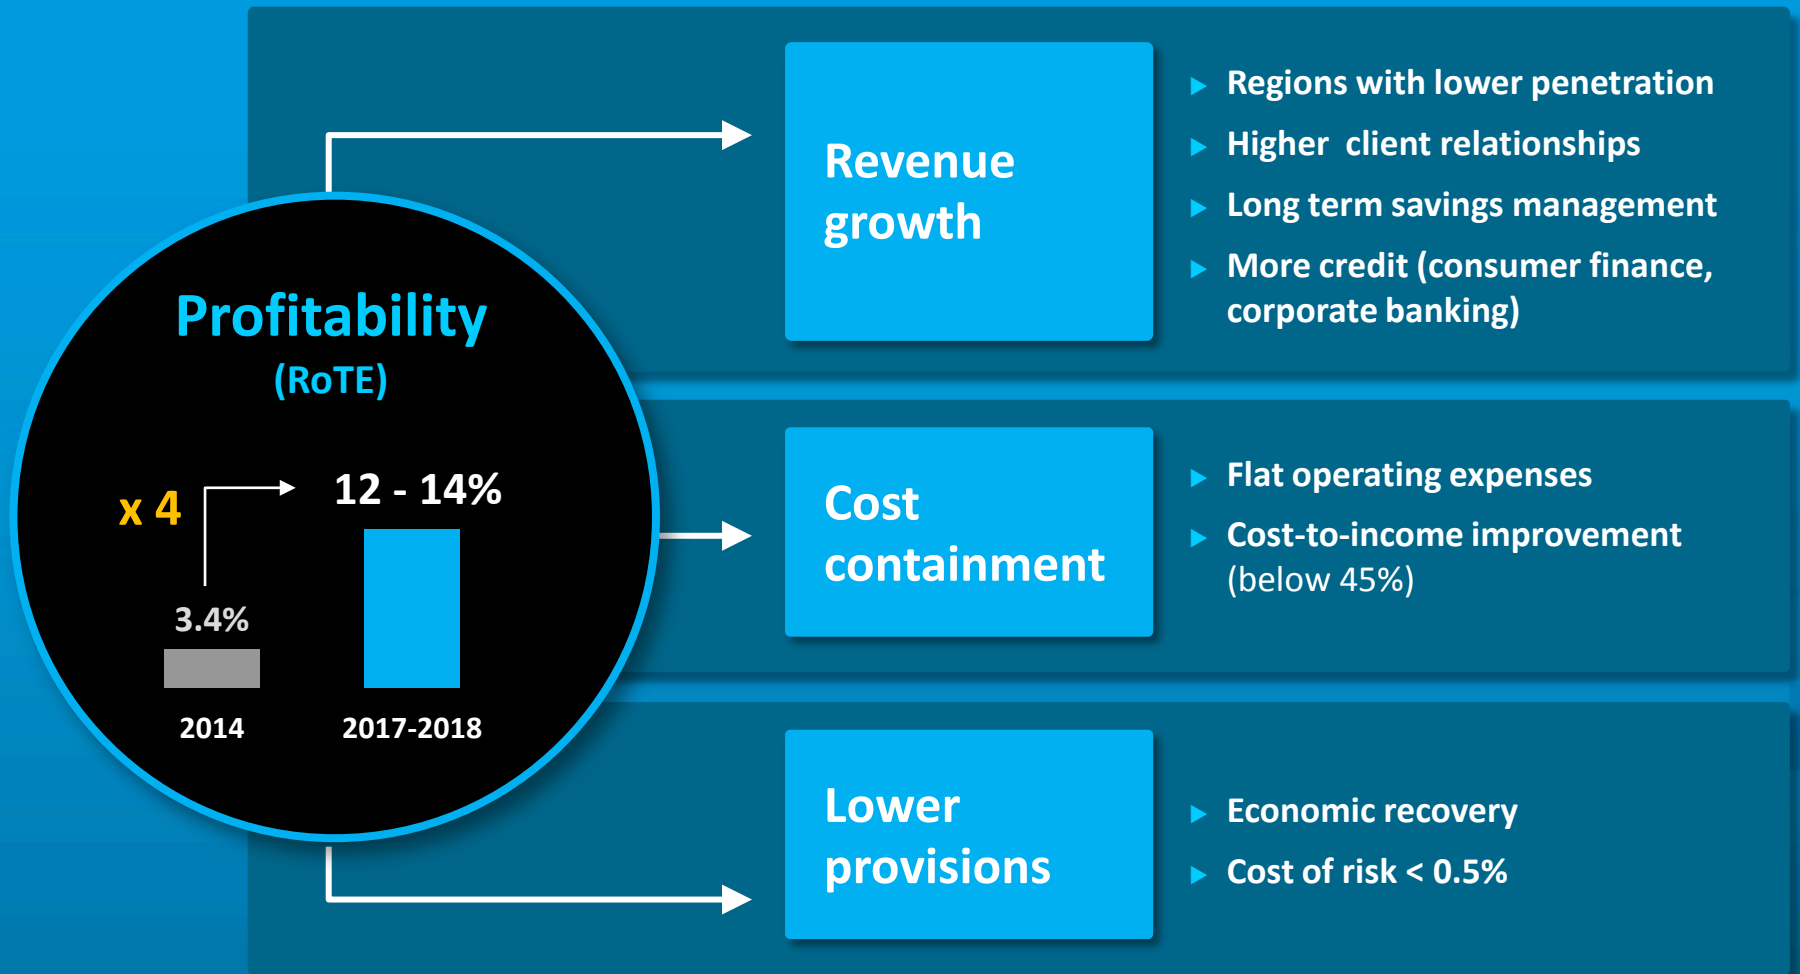 Profitability
(RoTE)
x 4
12 - 14%
3.4%
2014
2017-2018
Revenue
growth
Regions with lower penetration
Higher  client relationships
Long term savings management
More credit (consumer finance,
corporate banking)
Cost
containment
Flat operating expenses
Cost-to-income improvement
(below 45%)
Lower
provisions
Economic recovery
Cost of risk < 0.5%